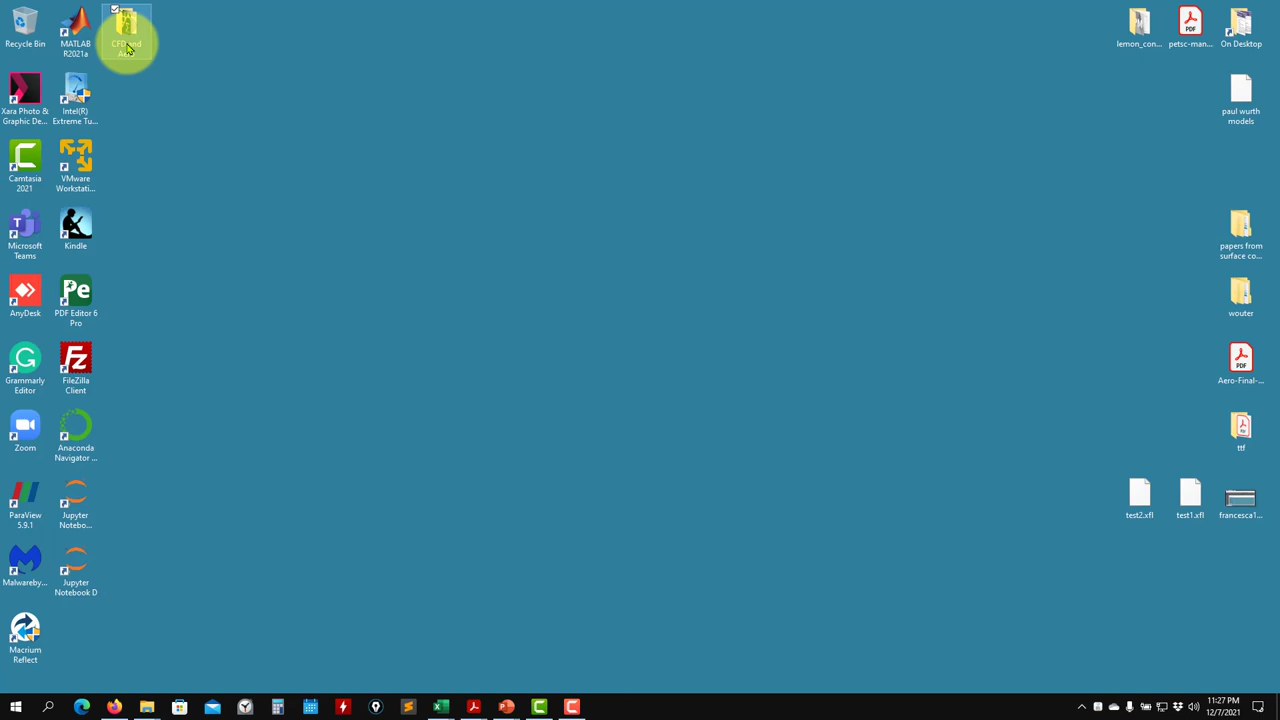 Recycle Bin
MATLAB
R2021a
CFD and
Aero
Xara Photo &
Graphic De...
Intel(R)
Extreme Tu...
Camtasia
2021
VMware
Workstati...
Microsoft
Teams
Kindle
AnyDesk
PDF Editor 6
Pro
Grammarly
Editor
FileZilla
Client
Zoom
Anaconda
Navigator ...
ParaView
5.9.1
Jupyter
Notebo...
Malwareby...
Jupyter
Notebook D
Macrium
Reflect
lemon_con...
petsc-man...
On Desktop
paul wurth
models
papers from
surface co...
wouter
Aero-Final-...
ttf
test2.xfl
test1.xfl
francesca1...
11:27 PM
12/7/2021